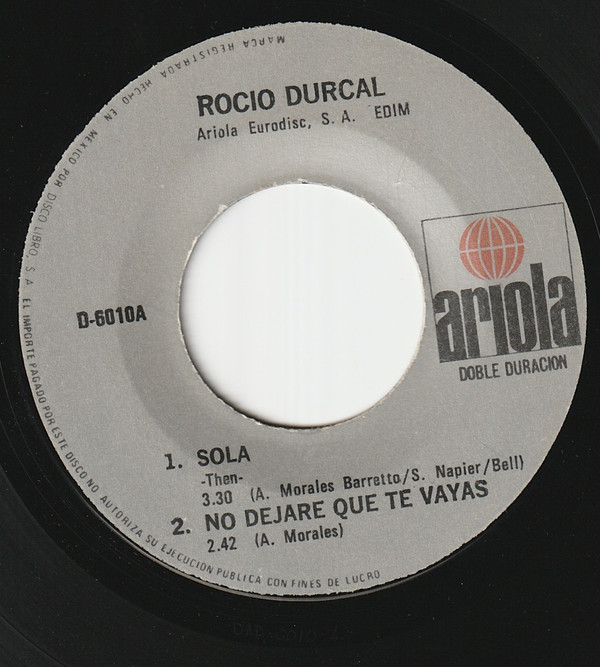 MARCA REGISTRADA HECHO EN MEXICO POR DISCO LIBRO, S. A. EL IMPORTE PAGADO POR ESTE DISCO NO AUTORIZA SU EJECUCION PUBLICA CON FINES DE LUCRO
ROCIO DURCAL
Ariola Eurodisc, S. A. EDIM
D-6010A
ariola
DOBLE DURACION
1. SOLA
-Then-
3.30 (A. Morales Barretto/S. Napier/Bell)
2. NO DEJARE QUE TE VAYAS
2.42 (A. Morales)